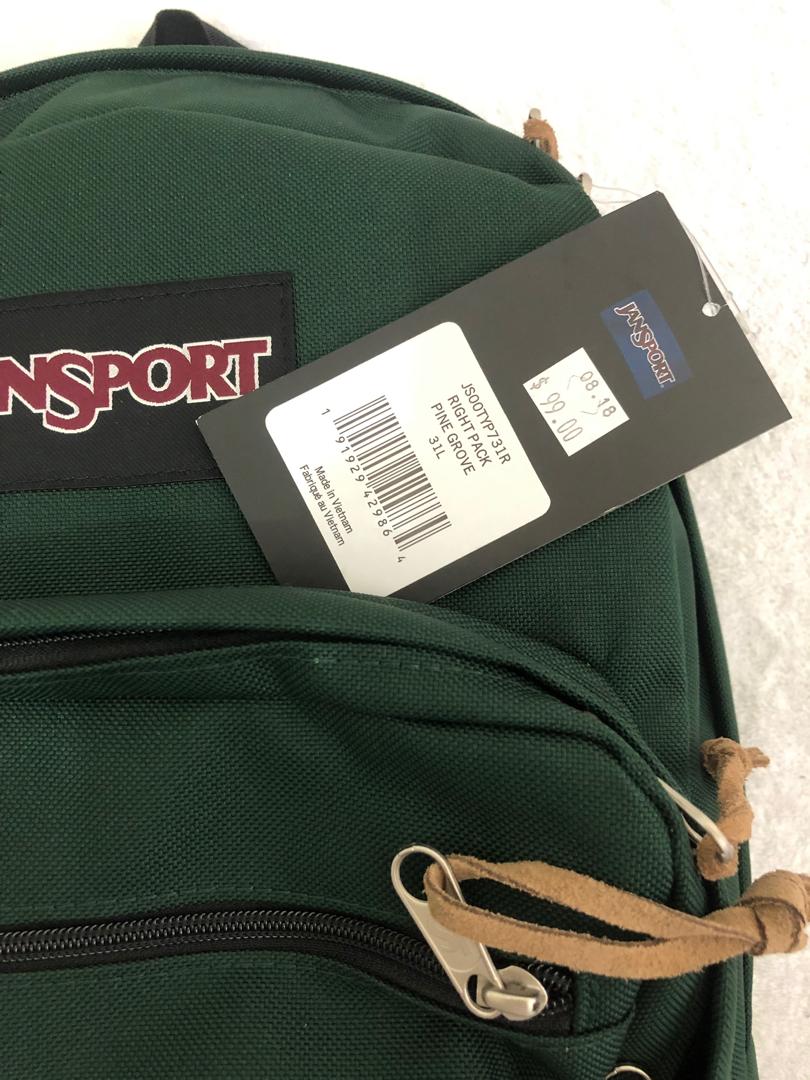 ANSPORT
JANSPORT
08.18
$ 99.00
JS00TYP731R
RIGHT PACK
PINE GROVE
31L
1 91929 42986 4
Made in Vietnam
Fabriqué au Vietnam